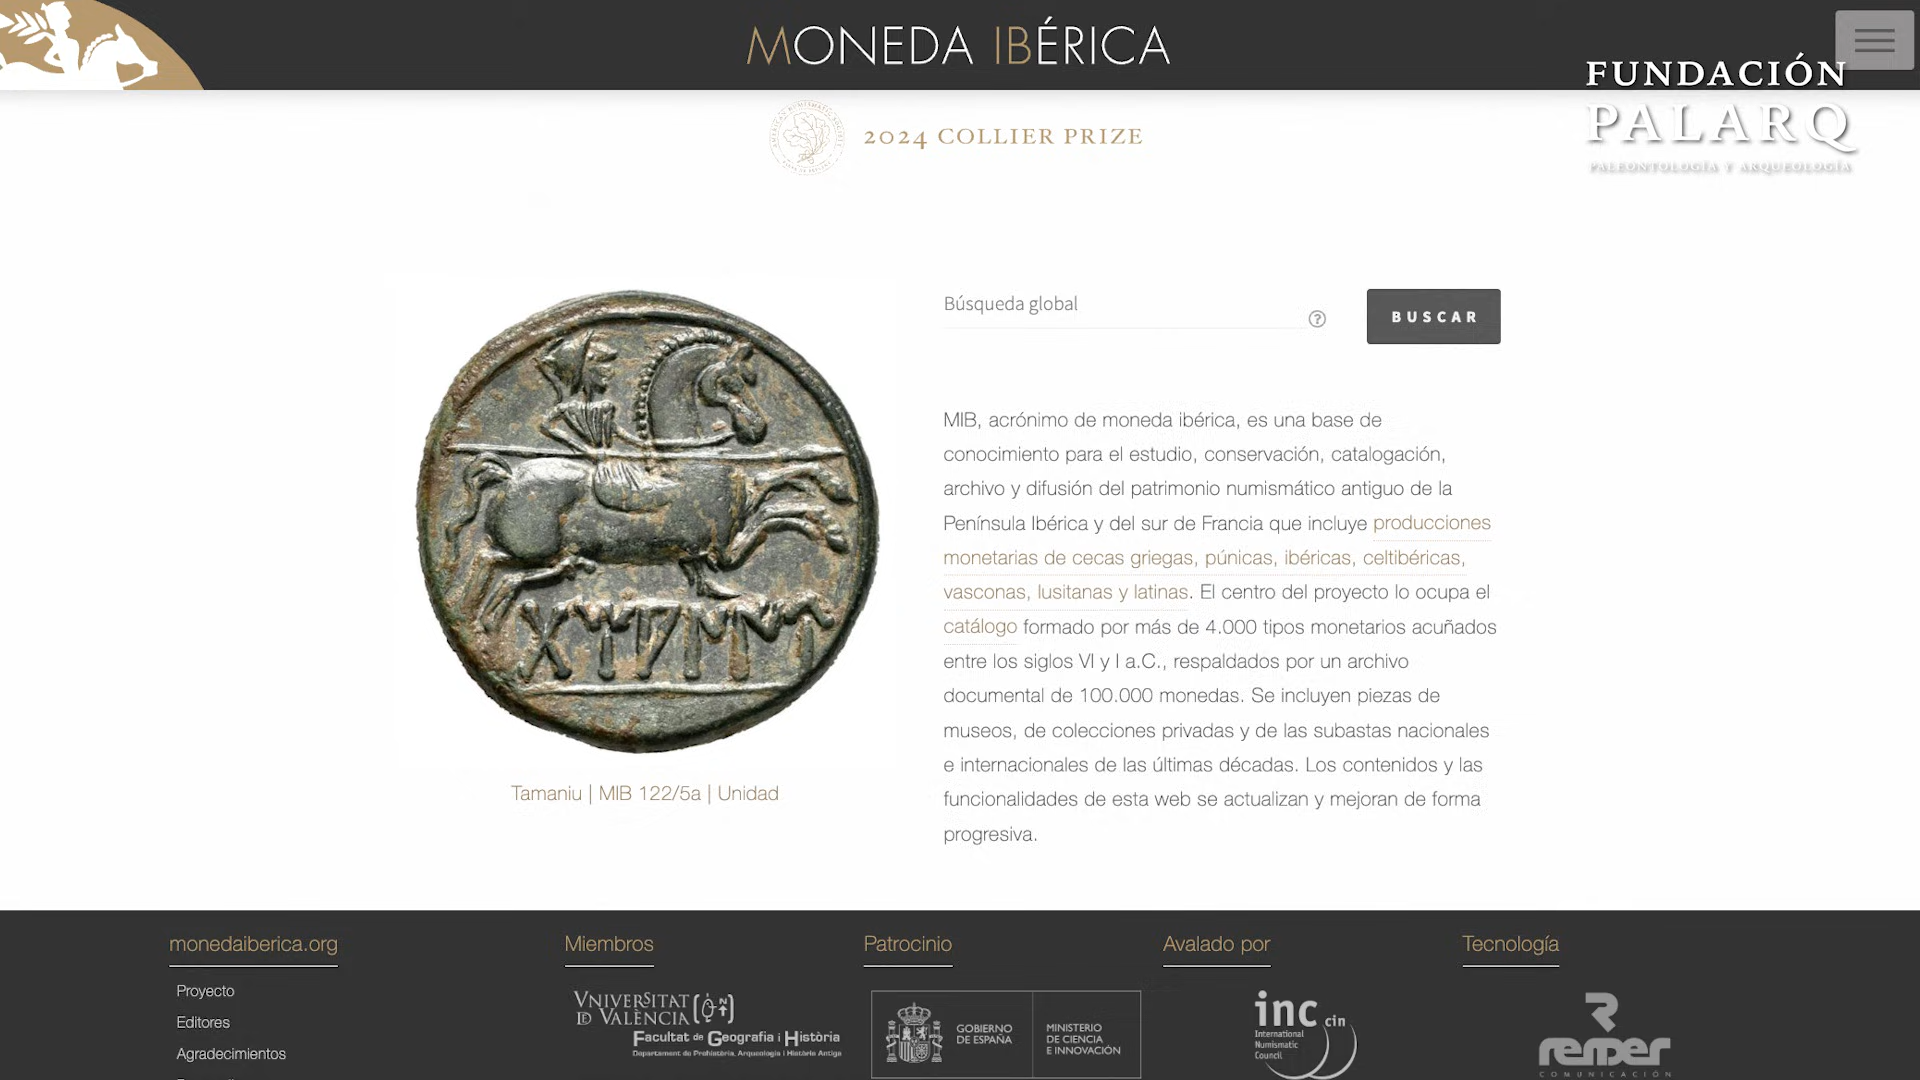 MONEDA IBÉRICA
FUNDACIÓN
PALARQ
PALEONTOLOGÍA Y ARQUEOLOGÍA
2024 COLLIER PRIZE
Búsqueda global
BUSCAR
MIB, acrónimo de moneda ibérica, es una base de
conocimiento para el estudio, conservación, catalogación,
archivo y difusión del patrimonio numismático antiguo de la
Península Ibérica y del sur de Francia que incluye producciones
monetarias de cecas griegas, púnicas, ibéricas, celtibéricas,
vasconas, lusitanas y latinas. El centro del proyecto lo ocupa el
catálogo formado por más de 4.000 tipos monetarios acuñados
entre los siglos VI y I a.C., respaldados por un archivo
documental de 100.000 monedas. Se incluyen piezas de
museos, de colecciones privadas y de las subastas nacionales
e internacionales de las últimas décadas. Los contenidos y las
funcionalidades de esta web se actualizan y mejoran de forma
progresiva.
Tamaniu | MIB 122/5a | Unidad
monedaiberica.org
Proyecto
Editores
Agradecimientos
Miembros
VNIVERSITAT
DE VALÈNCIA
Facultat de Geografia i Història
Departament de Prehistòria, Arqueologia i Història Antiga
Patrocinio
GOBIERNO
DE ESPAÑA
MINISTERIO
DE CIENCIA
E INNOVACIÓN
Avalado por
inc cin
International
Numismatic
Council
Tecnología
render
COMUNICACIÓN